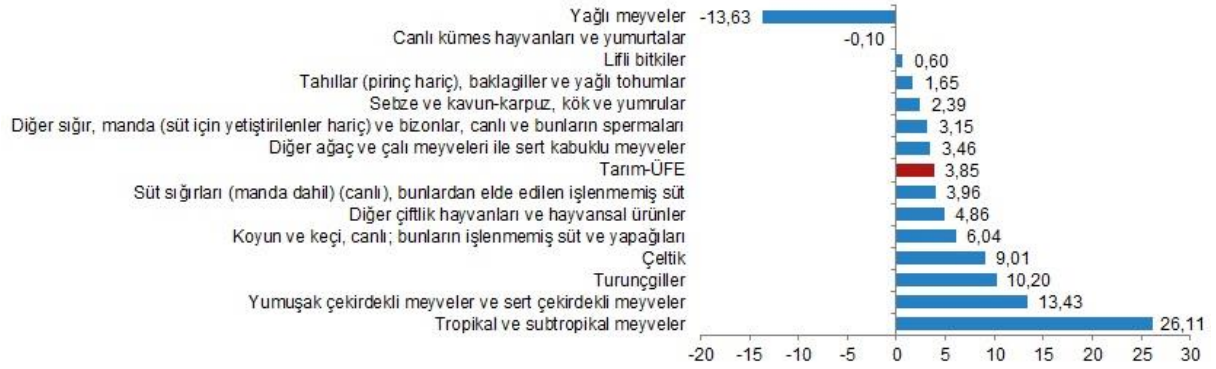 Yağlı meyveler -13,63
Canlı kümes hayvanları ve yumurtalar -0,10
Lifli bitkiler 0,60
Tahıllar (pirinç hariç), baklagiller ve yağlı tohumlar 1,65
Sebze ve kavun-karpuz, kök ve yumrular 2,39
Diğer sığır, manda (süt için yetiştirilenler hariç) ve bizonlar, canlı ve bunların spermaları 3,15
Diğer ağaç ve çalı meyveleri ile sert kabuklu meyveler 3,46
Tarım-ÜFE 3,85
Süt sığırları (manda dahil) (canlı), bunlardan elde edilen işlenmemiş süt 3,96
Diğer çiftlik hayvanları ve hayvansal ürünler 4,86
Koyun ve keçi, canlı; bunların işlenmemiş süt ve yapağıları 6,04
Çeltik 9,01
Turunçgiller 10,20
Yumuşak çekirdekli meyveler ve sert çekirdekli meyveler 13,43
Tropikal ve subtropikal meyveler 26,11
-20 -15 -10 -5 0 5 10 15 20 25 30